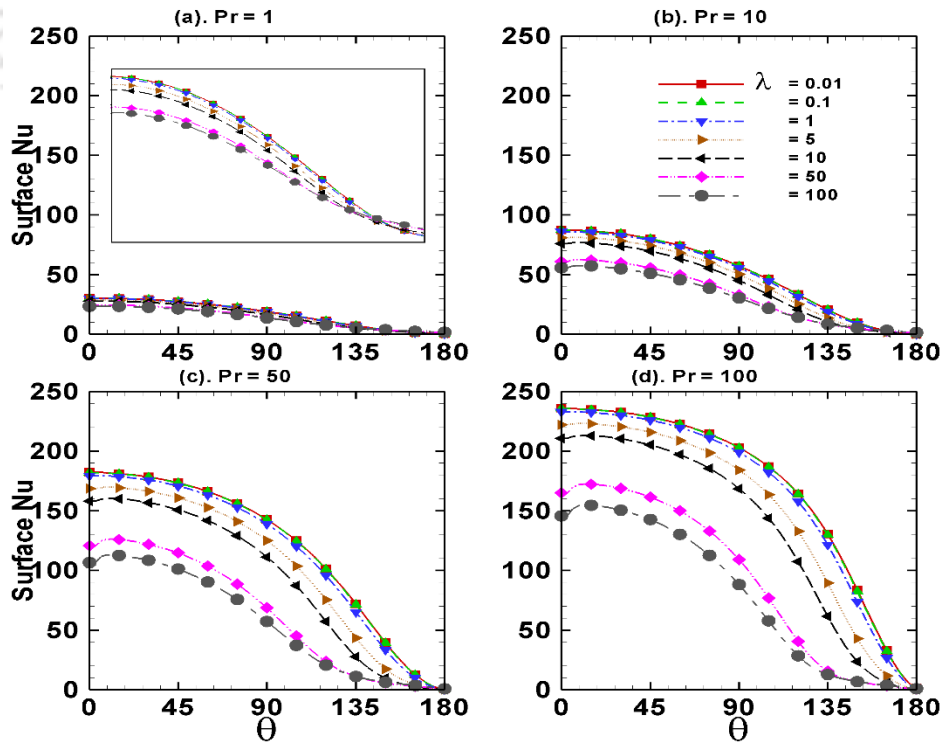 (a). Pr = 1
(b). Pr = 10
250
200
150
100
50
0
Surface Nu
0 45 90 135 180
250
200
150
100
50
0
λ = 0.01
= 0.1
= 1
= 5
= 10
= 50
= 100
0 45 90 135 180
(c). Pr = 50
(d). Pr = 100
250
200
150
100
50
0
Surface Nu
0 45 90 135 180
θ
250
200
150
100
50
0
0 45 90 135 180
θ